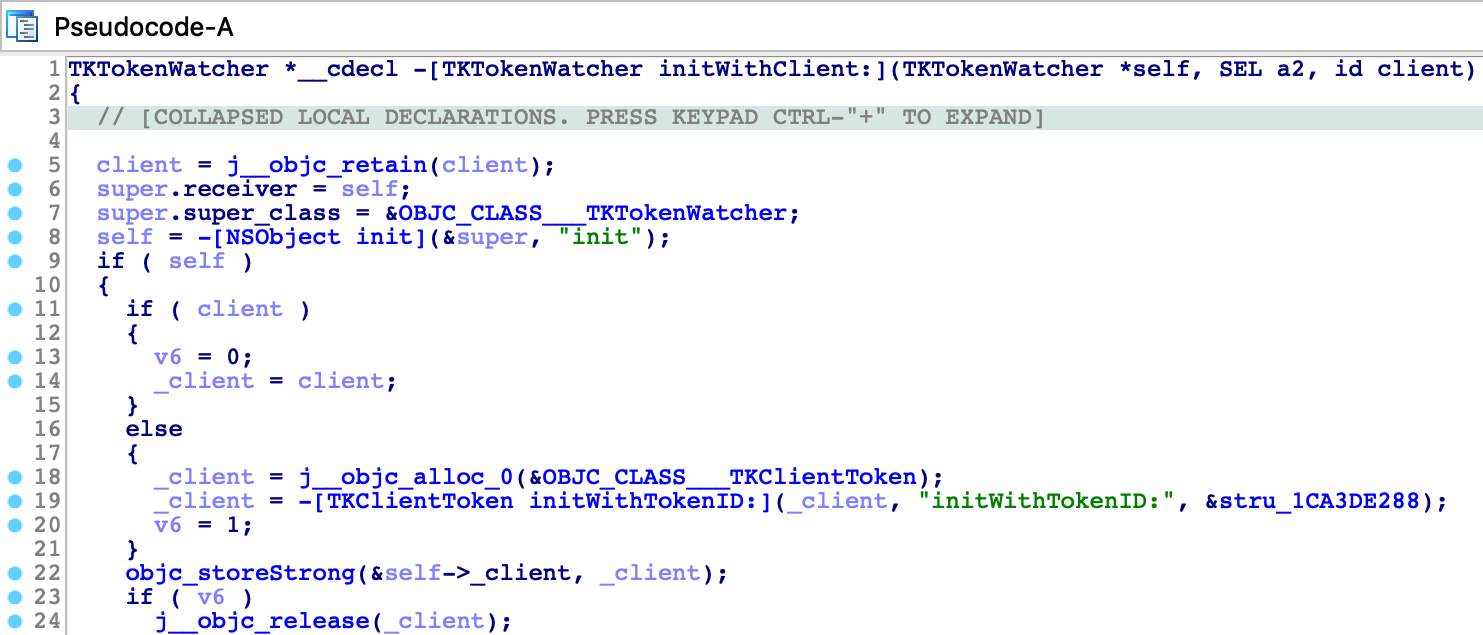 Pseudocode-A
1 TKTokenWatcher *__cdecl -[TKTokenWatcher initWithClient:](TKTokenWatcher *self, SEL a2, id client)
2 {
3   // [COLLAPSED LOCAL DECLARATIONS. PRESS KEYPAD CTRL-"+" TO EXPAND]
4
5   client = j__objc_retain(client);
6   super.receiver = self;
7   super.super_class = &OBJC_CLASS___TKTokenWatcher;
8   self = -[NSObject init](&super, "init");
9   if ( self )
10   {
11     if ( client )
12     {
13       v6 = 0;
14       _client = client;
15     }
16     else
17     {
18       _client = j__objc_alloc_0(&OBJC_CLASS___TKClientToken);
19       _client = -[TKClientToken initWithTokenID:](_client, "initWithTokenID:", &stru_1CA3DE288);
20       v6 = 1;
21     }
22     objc_storeStrong(&self->_client, _client);
23     if ( v6 )
24       j__objc_release(_client);